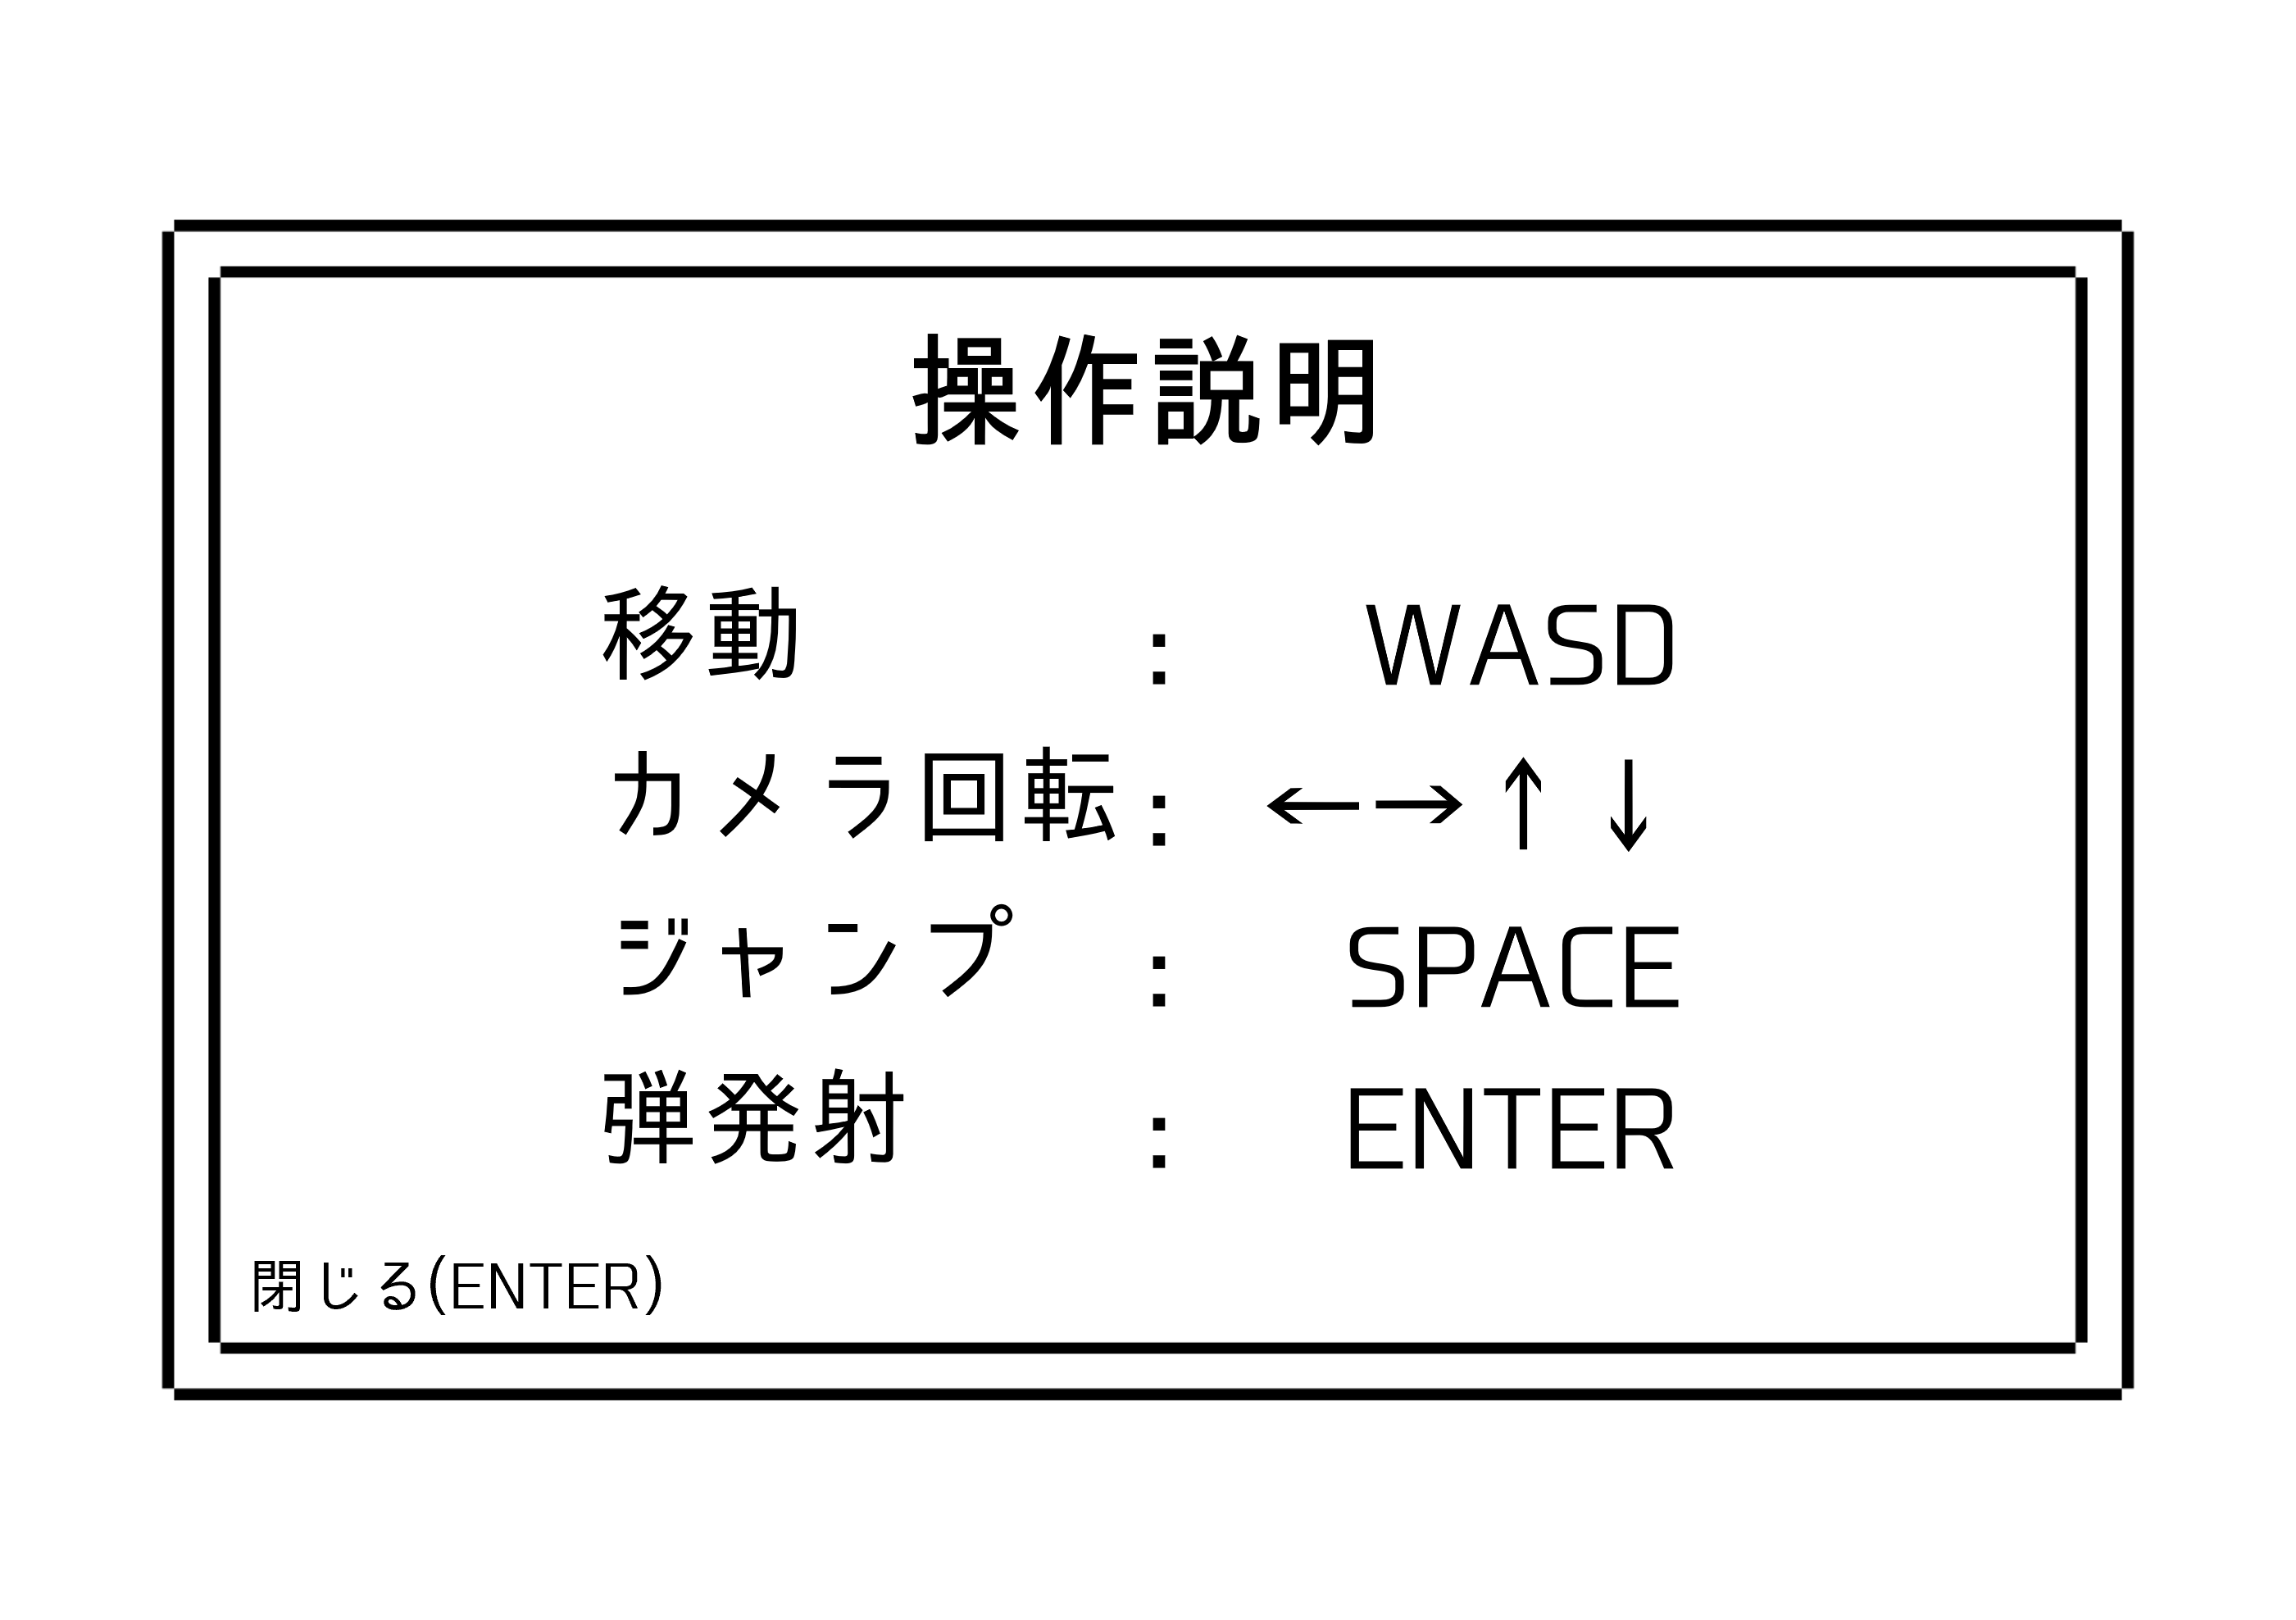 操作説明
移動 : WASD
カメラ回転 : ←→↑↓
ジャンプ : SPACE
弾発射 : ENTER
閉じる(ENTER)